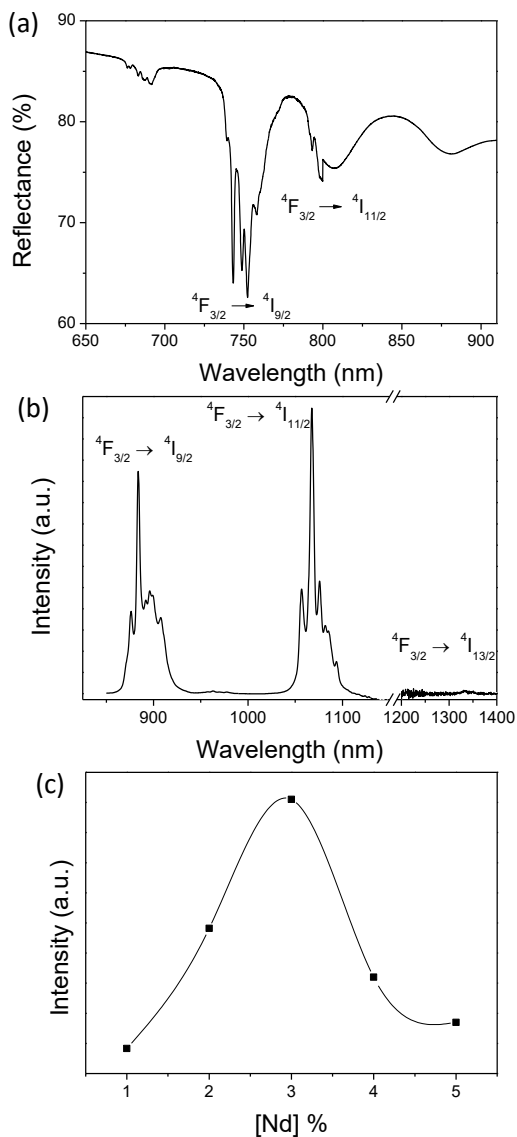 (a)
90
80
70
60
Reflectance (%)
⁴F₃/₂ → ⁴I₁₁/₂
⁴F₃/₂ → ⁴I₉/₂
650 700 750 800 850 900
Wavelength (nm)
(b)
⁴F₃/₂ → ⁴I₁₁/₂
⁴F₃/₂ → ⁴I₉/₂
Intensity (a.u.)
⁴F₃/₂ → ⁴I₁₃/₂
900 1000 1100 1200 1300 1400
Wavelength (nm)
(c)
Intensity (a.u.)
1 2 3 4 5
[Nd] %